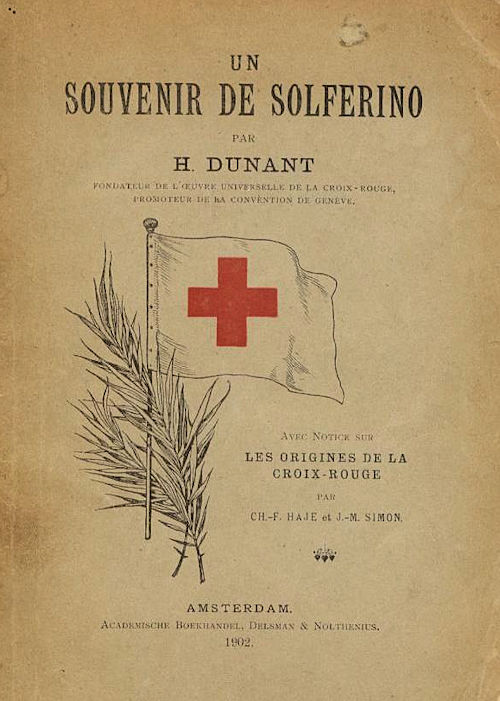 UN
SOUVENIR DE SOLFERINO
PAR
H. DUNANT
FONDATEUR DE L'ŒUVRE UNIVERSELLE DE LA CROIX-ROUGE,
PROMOTEUR DE LA CONVENTION DE GENÈVE.
AVEC NOTICE SUR
LES ORIGINES DE LA
CROIX-ROUGE
PAR
CH.-F. HAJE et J.-M. SIMON.
AMSTERDAM.
ACADEMISCHE BOEKHANDEL, DELSMAN & NOLTHENIUS.
1902.